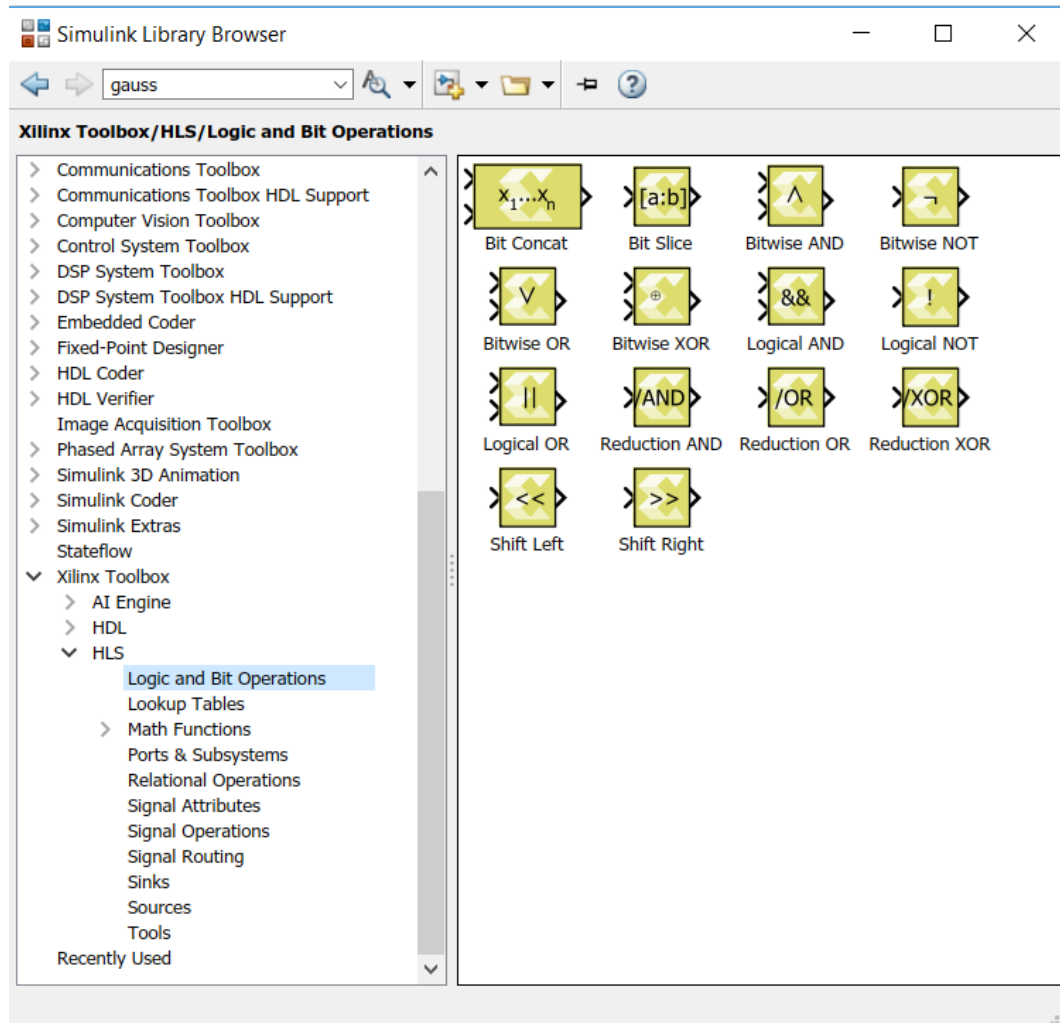 Simulink Library Browser
gauss
Xilinx Toolbox/HLS/Logic and Bit Operations
Communications Toolbox
Communications Toolbox HDL Support
Computer Vision Toolbox
Control System Toolbox
DSP System Toolbox
DSP System Toolbox HDL Support
Embedded Coder
Fixed-Point Designer
HDL Coder
HDL Verifier
Image Acquisition Toolbox
Phased Array System Toolbox
Simulink 3D Animation
Simulink Coder
Simulink Extras
Stateflow
Xilinx Toolbox
AI Engine
HDL
HLS
Logic and Bit Operations
Lookup Tables
Math Functions
Ports & Subsystems
Relational Operations
Signal Attributes
Signal Operations
Signal Routing
Sinks
Sources
Tools
Recently Used
x₁...xₙ [a:b] ∧ ¬
Bit Concat Bit Slice Bitwise AND Bitwise NOT
∨ ⊕ && !
Bitwise OR Bitwise XOR Logical AND Logical NOT
|| /AND /OR /XOR
Logical OR Reduction AND Reduction OR Reduction XOR
<< >>
Shift Left Shift Right